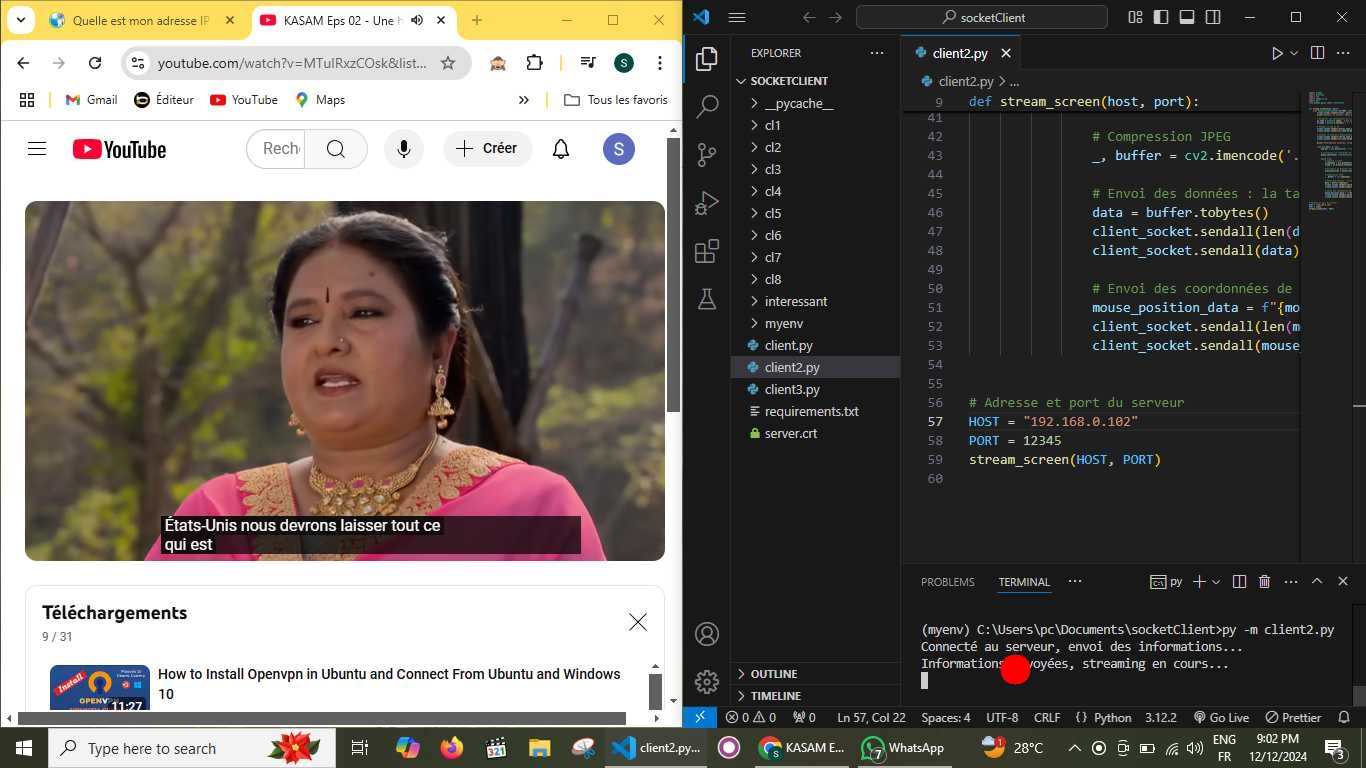 Quelle est mon adresse IP
KASAM Eps 02 - Une h
youtube.com/watch?v=MTulRxzCOsk&list...
S
Gmail
Éditeur
YouTube
Maps
Tous les favoris
YouTube
Rech
Créer
S
États-Unis nous devrons laisser tout ce
qui est
Téléchargements
9 / 31
How to Install Openvpn in Ubuntu and Connect From Ubuntu and Windows
10
Install
OPENV
11:27
socketClient
EXPLORER
SOCKETCLIENT
__pycache__
cl1
cl2
cl3
cl4
cl5
cl6
cl7
cl8
interessant
myenv
client.py
client2.py
client3.py
requirements.txt
server.crt
OUTLINE
TIMELINE
client2.py
client2.py > ...
9 def stream_screen(host, port):
41
42 # Compression JPEG
43 _, buffer = cv2.imencode('.
44
45 # Envoi des données : la ta
46 data = buffer.tobytes()
47 client_socket.sendall(len(d
48 client_socket.sendall(data)
49
50 # Envoi des coordonnées de
51 mouse_position_data = f"{mo
52 client_socket.sendall(len(m
53 client_socket.sendall(mouse_
54
55
56 # Adresse et port du serveur
57 HOST = "192.168.0.102"
58 PORT = 12345
59 stream_screen(HOST, PORT)
60
PROBLEMS
TERMINAL
py
(myenv) C:\Users\pc\Documents\socketClient>py -m client2.py
Connecté au serveur, envoi des informations...
Informations voyées, streaming en cours...
0 0 0
Ln 57, Col 22
Spaces: 4
UTF-8
CRLF
Python
3.12.2
Go Live
Prettier
Type here to search
321
client2.py...
S
KASAM E...
7
WhatsApp
1
28°C
ENG
FR
9:02 PM
12/12/2024
3